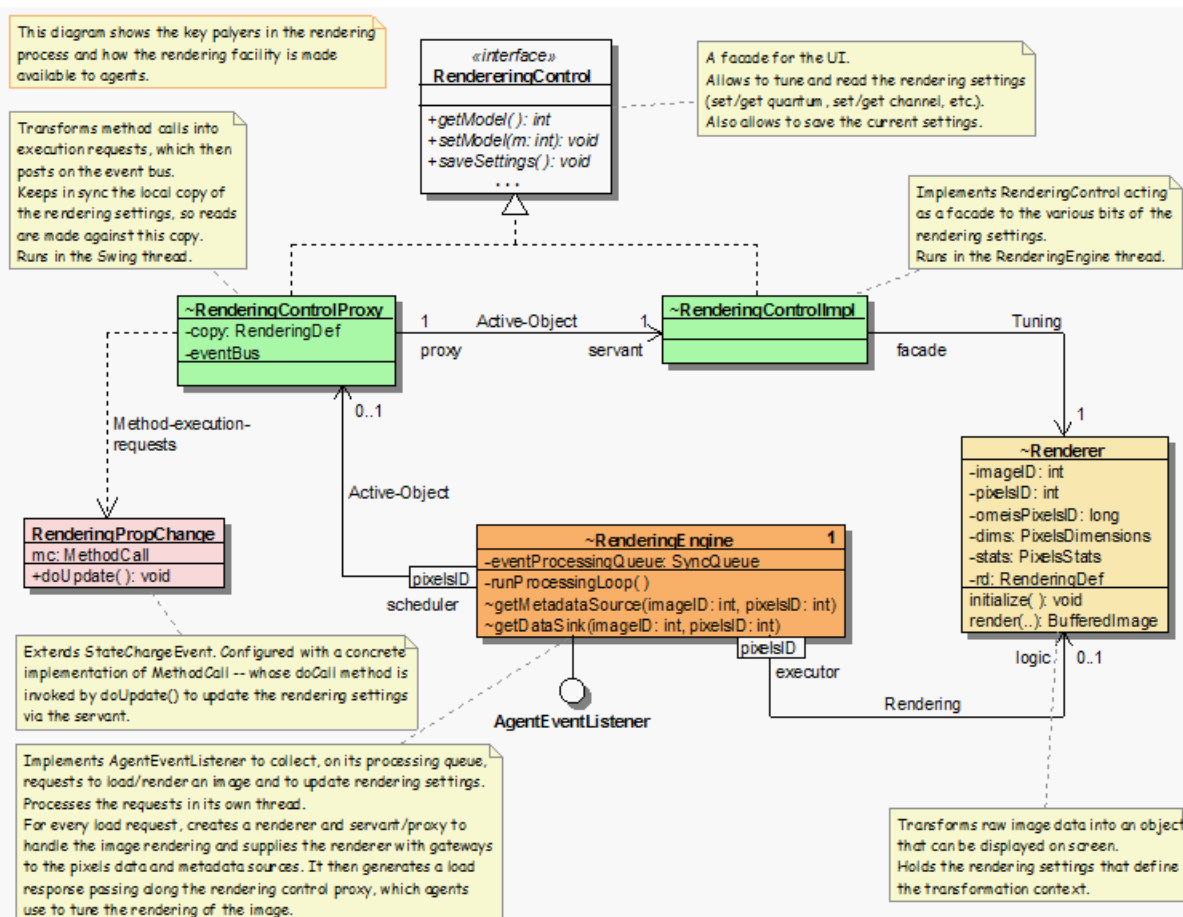 This diagram shows the key palyers in the rendering
process and how the rendering facility is made
available to agents.
«interface»
RendereringControl
+getModel( ): int
+setModel(m: int): void
+saveSettings( ): void
...
A facade for the UI.
Allows to tune and read the rendering settings
(set/get quantum, set/get channel, etc.).
Also allows to save the current settings.
Transforms method calls into
execution requests, which then
posts on the event bus.
Keeps in sync the local copy of
the rendering settings, so reads
are made against this copy.
Runs in the Swing thread.
Implements RenderingControl acting
as a facade to the various bits of the
rendering settings.
Runs in the RenderingEngine thread.
~RenderingControlProxy
-copy: RenderingDef
-eventBus
1
Active-Object
1
proxy
servant
~RenderingControlImpl
Tuning
facade
1
0..1
Method-execution-
requests
Active-Object
RenderingPropChange
mc: MethodCall
+doUpdate( ): void
pixelsID
scheduler
~RenderingEngine
1
-eventProcessingQueue: SyncQueue
-runProcessingLoop( )
~getMetadataSource(imageID: int, pixelsID: int)
~getDataSink(imageID: int, pixelsID: int)
pixelsID
executor
~Renderer
-imageID: int
-pixelsID: int
-omeisPixelsID: long
-dims: PixelsDimensions
-stats: PixelsStats
-rd: RenderingDef
initialize( ): void
render(..): BufferedImage
logic
0..1
Rendering
AgentEventListener
Extends StateChangeEvent. Configured with a concrete
implementation of MethodCall -- whose doCall method is
invoked by doUpdate() to update the rendering settings
via the servant.
Implements AgentEventListener to collect, on its processing queue,
requests to load/render an image and to update rendering settings.
Processes the requests in its own thread.
For every load request, creates a renderer and servant/proxy to
handle the image rendering and supplies the renderer with gateways
to the pixels data and metadata sources. It then generates a load
response passing along the rendering control proxy, which agents
use to tune the rendering of the image.
Transforms raw image data into an object
that can be displayed on screen.
Holds the rendering settings that define
the transformation context.